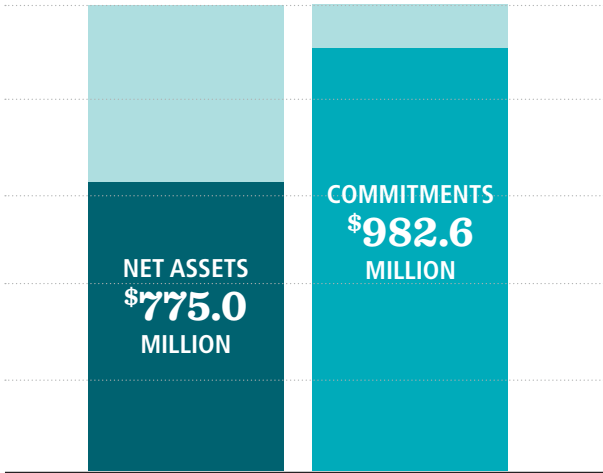 NET ASSETS
$775.0
MILLION
COMMITMENTS
$982.6
MILLION